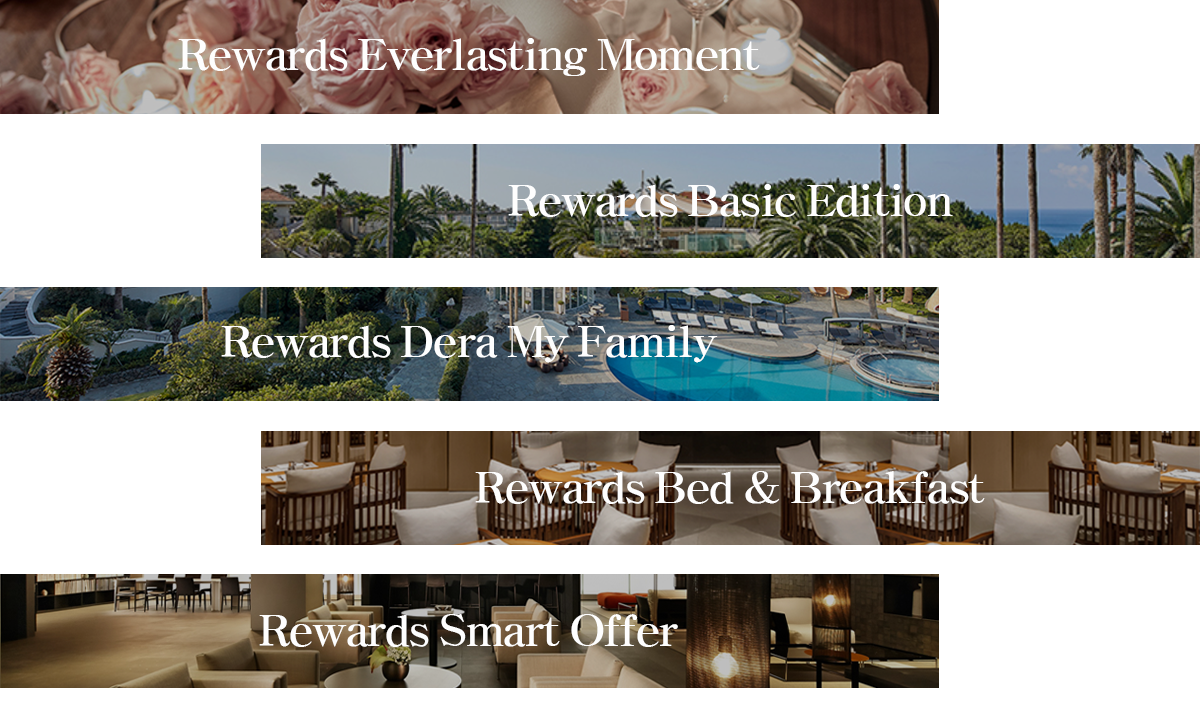 Rewards Everlasting Moment
Rewards Basic Edition
Rewards Dera My Family
Rewards Bed & Breakfast
Rewards Smart Offer